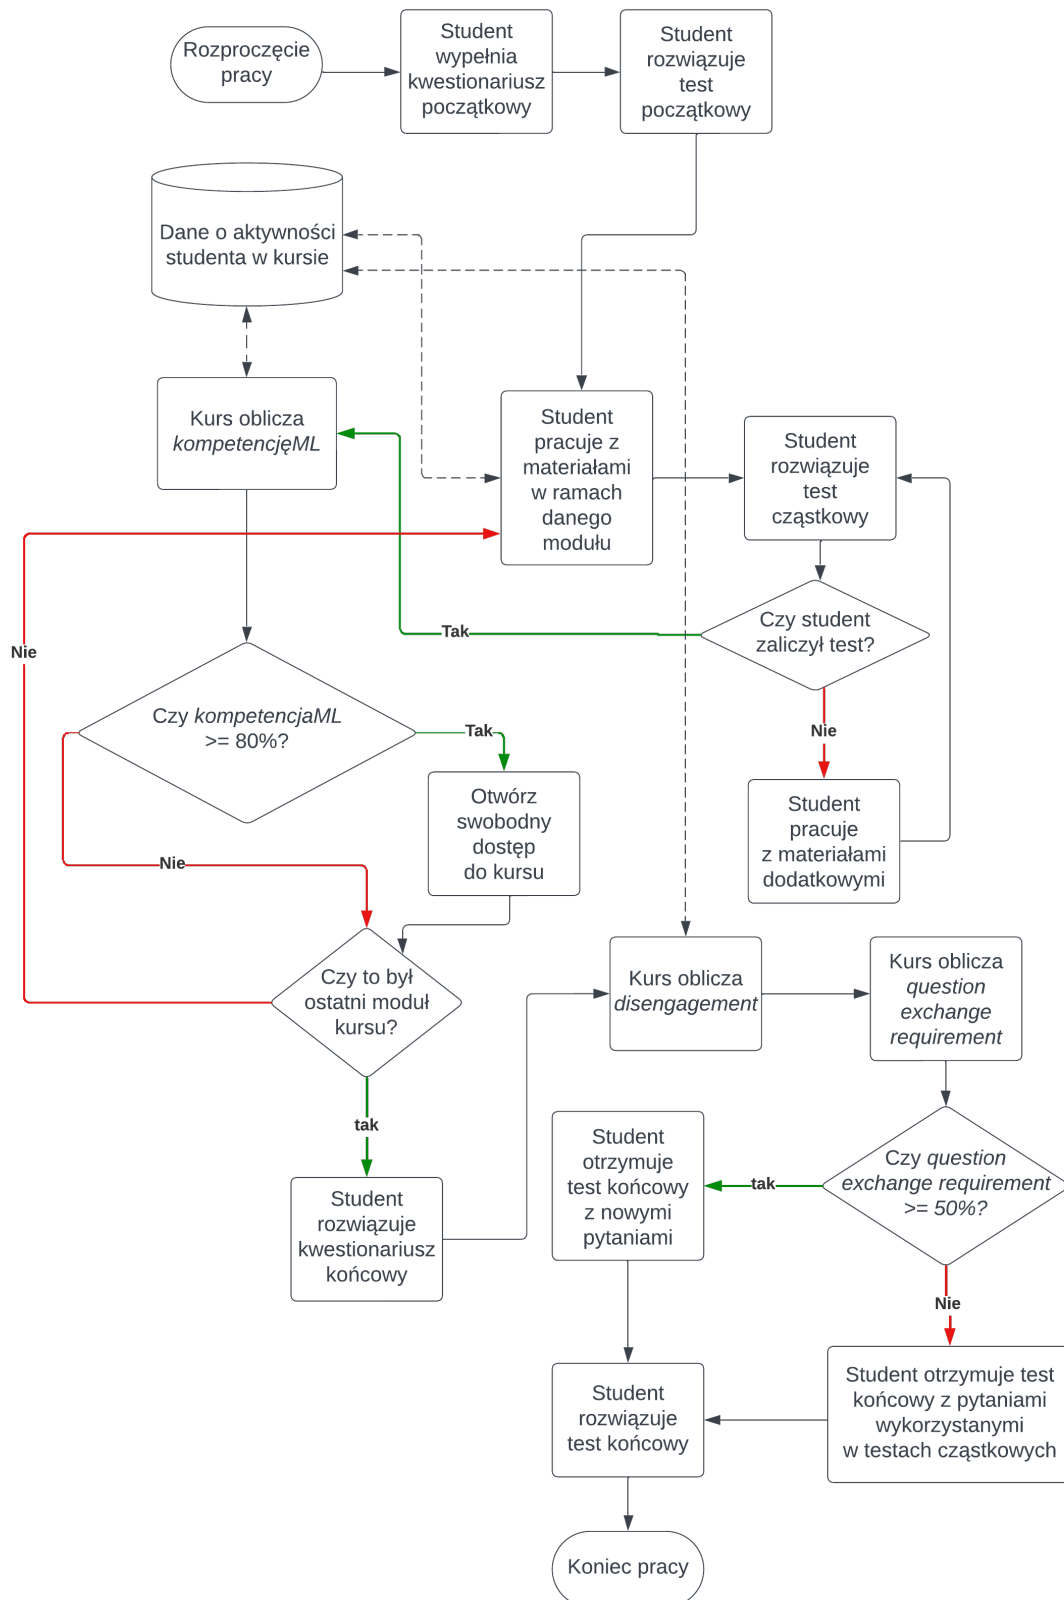 Rozproczęcie
pracy
Student
wypełnia
kwestionariusz
początkowy
Student
rozwiązuje
test
początkowy
Dane o aktywności
studenta w kursie
Kurs oblicza
kompetencjęML
Student
pracuje z
materiałami
w ramach
danego
modułu
Student
rozwiązuje
test
cząstkowy
Czy student
zaliczył test?
Tak
Nie
Nie
Student
pracuje
z materiałami
dodatkowymi
Czy kompetencjaML
>= 80%?
Tak
Nie
Otwórz
swobodny
dostęp
do kursu
Czy to był
ostatni moduł
kursu?
tak
Student
rozwiązuje
kwestionariusz
końcowy
Kurs oblicza
disengagement
Kurs oblicza
question
exchange
requirement
Czy question
exchange requirement
>= 50%?
tak
Nie
Student
otrzymuje
test końcowy
z nowymi
pytaniami
Student otrzymuje test
końcowy z pytaniami
wykorzystanymi
w testach cząstkowych
Student
rozwiązuje
test końcowy
Koniec pracy